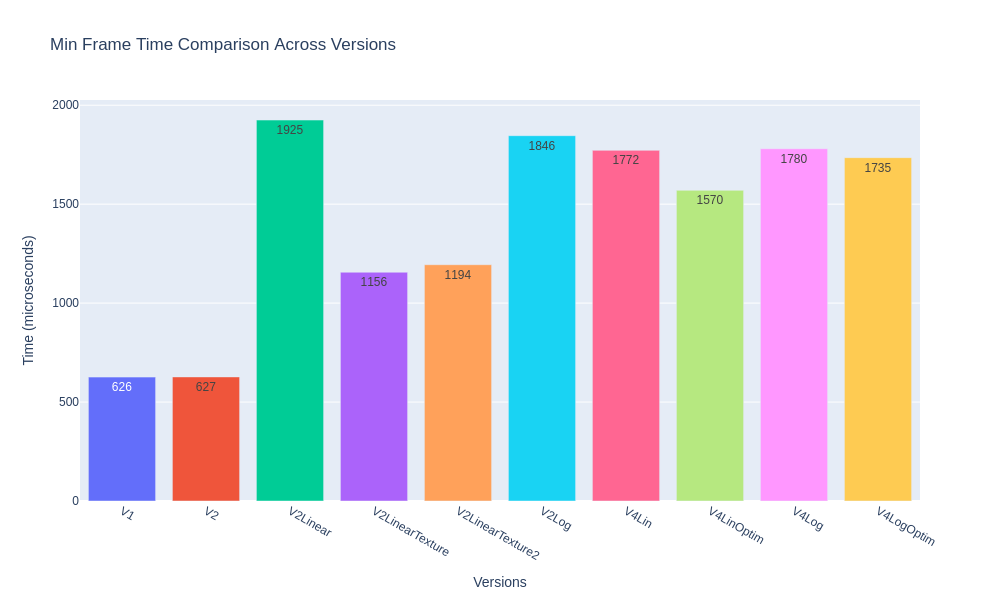 Min Frame Time Comparison Across Versions
2000
1500
1000
500
0
Time (microseconds)
626
627
1925
1156
1194
1846
1772
1570
1780
1735
V1
V2
V2Linear
V2LinearTexture
V2LinearTexture2
V2Log
V4Lin
V4LinOptim
V4Log
V4LogOptim
Versions